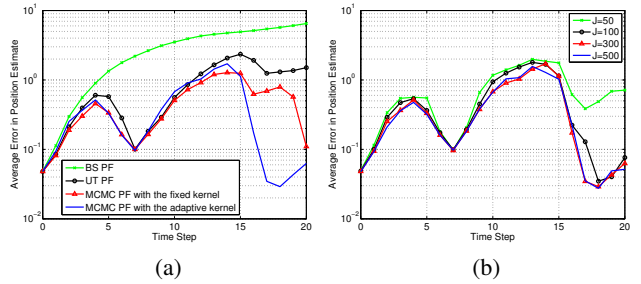 Average Error in Position Estimate
10^1
10^0
10^-1
10^-2
0 5 10 15 20
Time Step
BS PF
UT PF
MCMC PF with the fixed kernel
MCMC PF with the adaptive kernel
(a)
Average Error in Position Estimate
10^1
10^0
10^-1
10^-2
0 5 10 15 20
Time Step
J=50
J=100
J=300
J=500
(b)